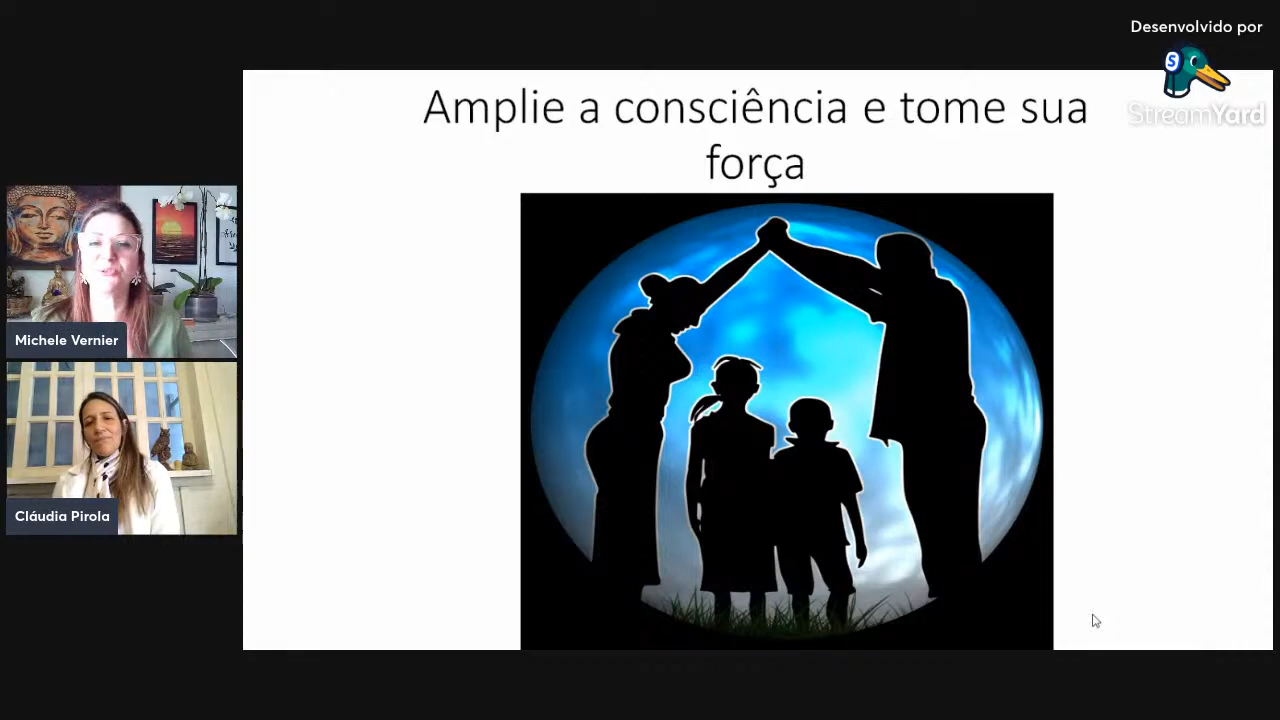 Desenvolvido por
StreamYard
Amplie a consciência e tome sua
força
Michele Vernier
Cláudia Pirola